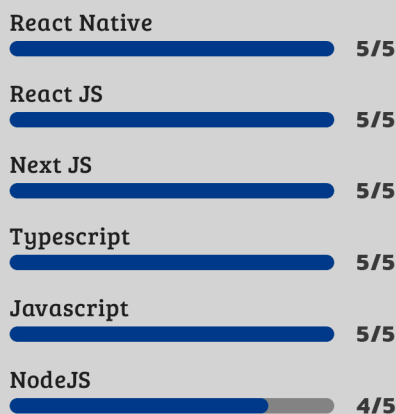 React Native
5/5
React JS
5/5
Next JS
5/5
Typescript
5/5
Javascript
5/5
NodeJS
4/5